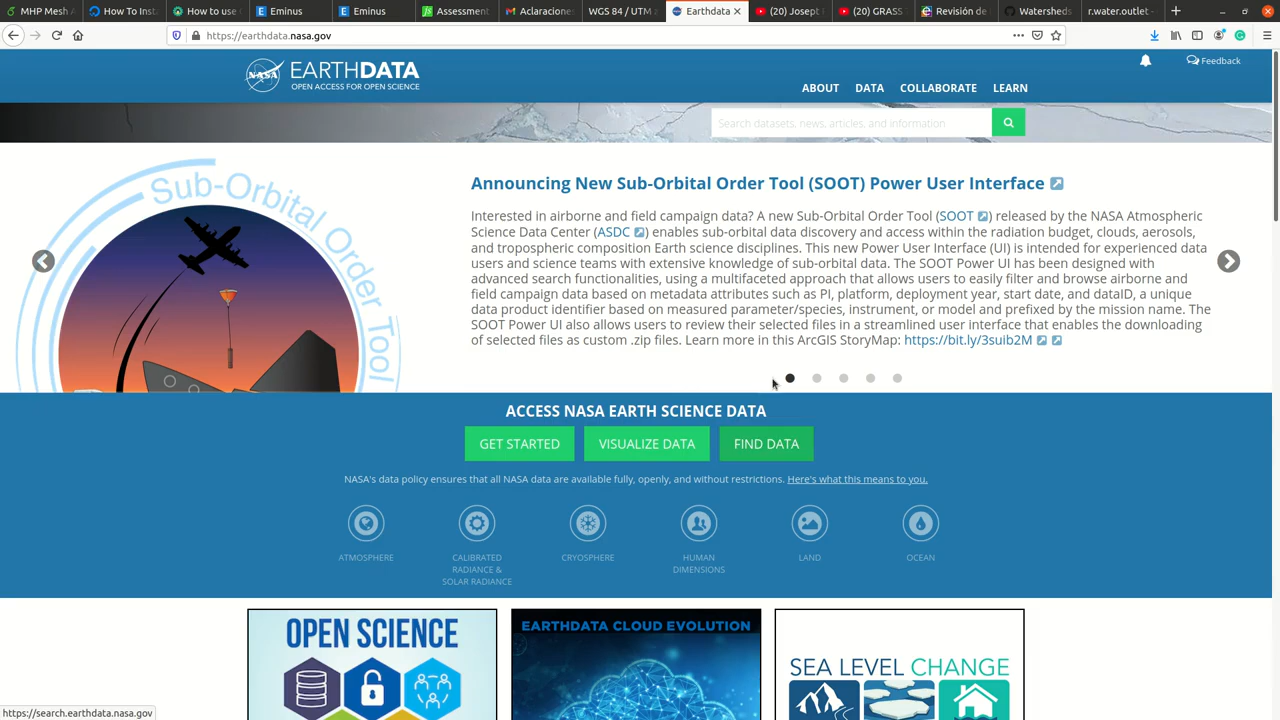 MHP Mesh M
How To Insta
How to use
Eminus
Eminus
Assessment
Aclaraciones
WGS 84 / UTM z
Earthdata
(20) Josept E
(20) GRASS
Revisión de
Watersheds
r.water.outlet -
https://earthdata.nasa.gov
Feedback
NASA
EARTHDATA
OPEN ACCESS FOR OPEN SCIENCE
ABOUT
DATA
COLLABORATE
LEARN
Search datasets, news, articles, and information
Sub-Orbital Order Tool
Announcing New Sub-Orbital Order Tool (SOOT) Power User Interface
Interested in airborne and field campaign data? A new Sub-Orbital Order Tool (SOOT ) released by the NASA Atmospheric
Science Data Center (ASDC ) enables sub-orbital data discovery and access within the radiation budget, clouds, aerosols,
and tropospheric composition Earth science disciplines. This new Power User Interface (UI) is intended for experienced data
users and science teams with extensive knowledge of sub-orbital data. The SOOT Power UI has been designed with
advanced search functionalities, using a multifaceted approach that allows users to easily filter and browse airborne and
field campaign data based on metadata attributes such as PI, platform, deployment year, start date, and dataID, a unique
data product identifier based on measured parameter/species, instrument, or model and prefixed by the mission name. The
SOOT Power UI also allows users to review their selected files in a streamlined user interface that enables the downloading
of selected files as custom .zip files. Learn more in this ArcGIS StoryMap: https://bit.ly/3suib2M
ACCESS NASA EARTH SCIENCE DATA
GET STARTED
VISUALIZE DATA
FIND DATA
NASA's data policy ensures that all NASA data are available fully, openly, and without restrictions. Here's what this means to you.
ATMOSPHERE
CALIBRATED
RADIANCE &
SOLAR RADIANCE
CRYOSPHERE
HUMAN
DIMENSIONS
LAND
OCEAN
OPEN SCIENCE
EARTHDATA CLOUD EVOLUTION
SEA LEVEL CHANGE
https://search.earthdata.nasa.gov